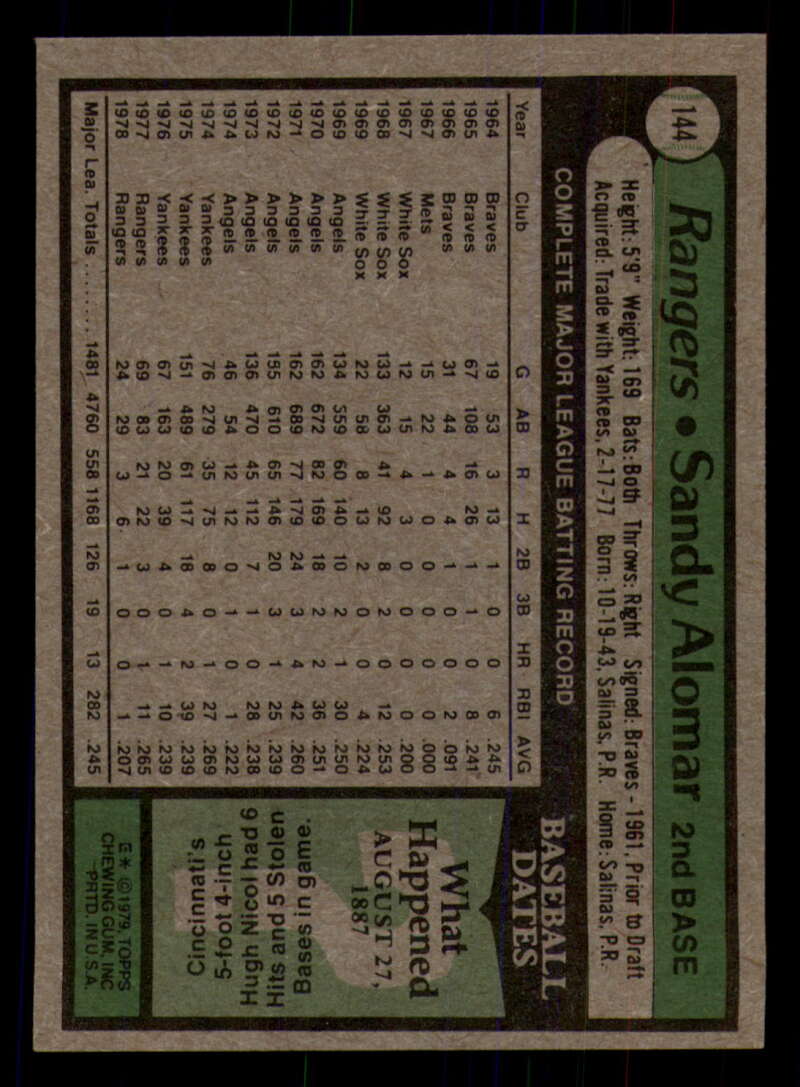 144 Rangers • Sandy Alomar 2nd BASE
Height: 5'9" Weight: 169 Bats: Both Throws: Right Signed: Braves - 1961, Prior to Draft
Acquired: Trade with Yankees, 2-17-77 Born: 10-19-43, Salinas, P.R. Home: Salinas, P.R.
COMPLETE MAJOR LEAGUE BATTING RECORD
Year Club G AB R H 2B 3B HR RBI AVG
1964 Braves 19 53 3 13 1 0 0 6 .245
1965 Braves 67 108 16 26 1 1 0 8 .241
1966 Braves 31 44 4 4 1 0 0 2 .091
1967 Mets 15 22 1 0 0 0 0 0 .000
1967 White Sox 12 15 4 3 0 0 0 0 .200
1968 White Sox 133 363 41 92 8 2 0 12 .253
1969 White Sox 22 58 8 13 2 0 0 4 .224
1969 Angels 134 559 60 140 10 2 1 30 .250
1970 Angels 162 672 82 169 18 2 2 36 .251
1971 Angels 162 689 77 179 24 3 4 42 .260
1972 Angels 155 610 65 146 20 3 1 25 .239
1973 Angels 136 470 45 112 7 1 0 28 .238
1974 Angels 46 54 12 12 0 1 0 1 .222
1974 Yankees 76 279 35 75 8 0 1 27 .269
1975 Yankees 151 489 61 117 18 4 2 39 .239
1976 Yankees 67 163 20 39 4 0 1 10 .239
1977 Rangers 69 83 21 22 3 0 1 11 .265
1978 Rangers 24 29 3 6 1 0 0 1 .207
Major Lea. Totals ........ 1481 4760 558 1168 126 19 13 282 .245
BASEBALL
DATES
What
Happened
AUGUST 27,
1887
Cincinnati's
5-foot 4-inch
Hugh Nicol had 6
Hits and 5 Stolen
Bases in game.
E* © 1979, TOPPS
CHEWING GUM, INC
PRTD. IN U.S.A.